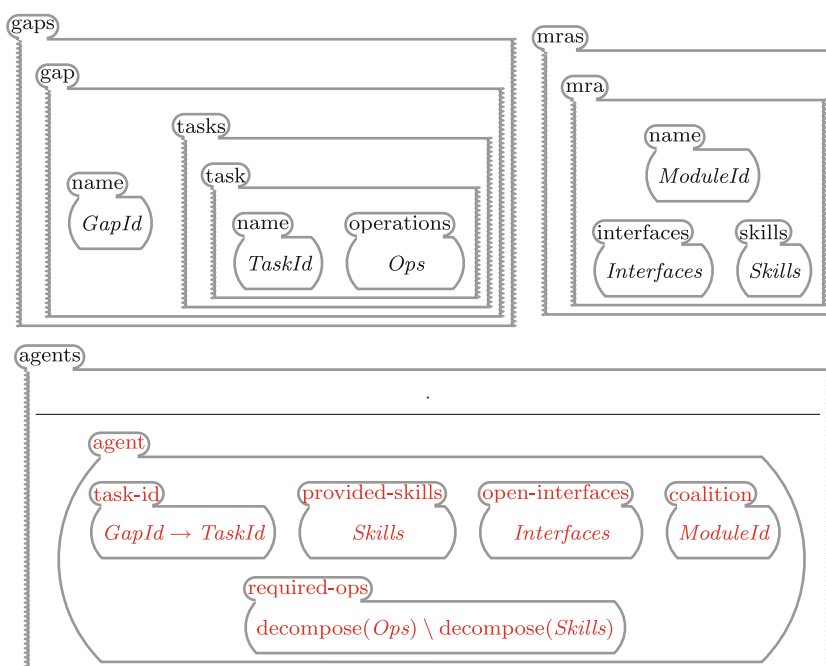 gaps
gap
tasks
task
name
GapId
name
TaskId
operations
Ops
mras
mra
name
ModuleId
interfaces
Interfaces
skills
Skills
agents
·
agent
task-id
GapId → TaskId
provided-skills
Skills
open-interfaces
Interfaces
coalition
ModuleId
required-ops
decompose(Ops) \ decompose(Skills)